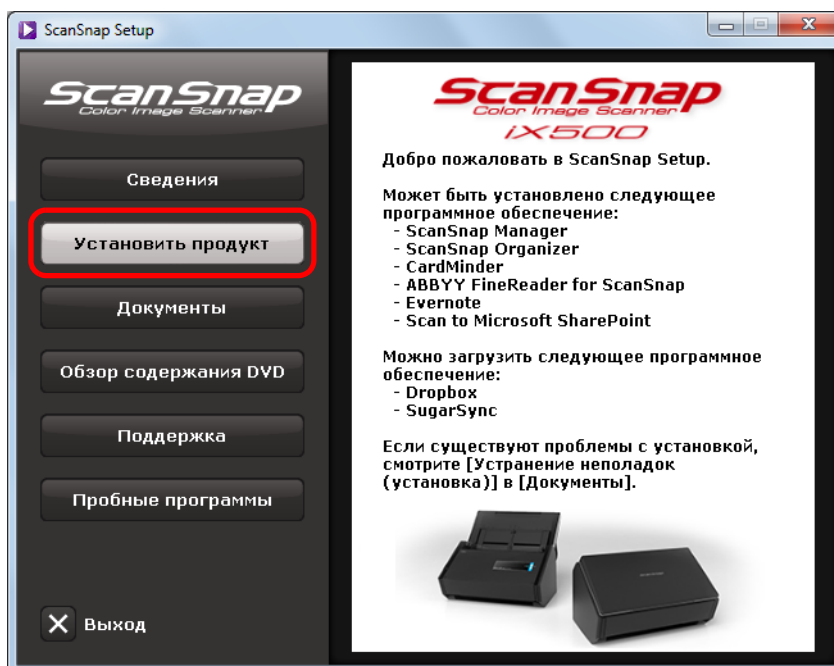 ScanSnap Setup
ScanSnap
Color Image Scanner
Сведения
Установить продукт
Документы
Обзор содержания DVD
Поддержка
Пробные программы
Выход
ScanSnap
Color Image Scanner
iX500
Добро пожаловать в ScanSnap Setup.
Может быть установлено следующее
программное обеспечение:
- ScanSnap Manager
- ScanSnap Organizer
- CardMinder
- ABBYY FineReader for ScanSnap
- Evernote
- Scan to Microsoft SharePoint
Можно загрузить следующее программное
обеспечение:
- Dropbox
- SugarSync
Если существуют проблемы с установкой,
смотрите [Устранение неполадок
(установка)] в [Документы].